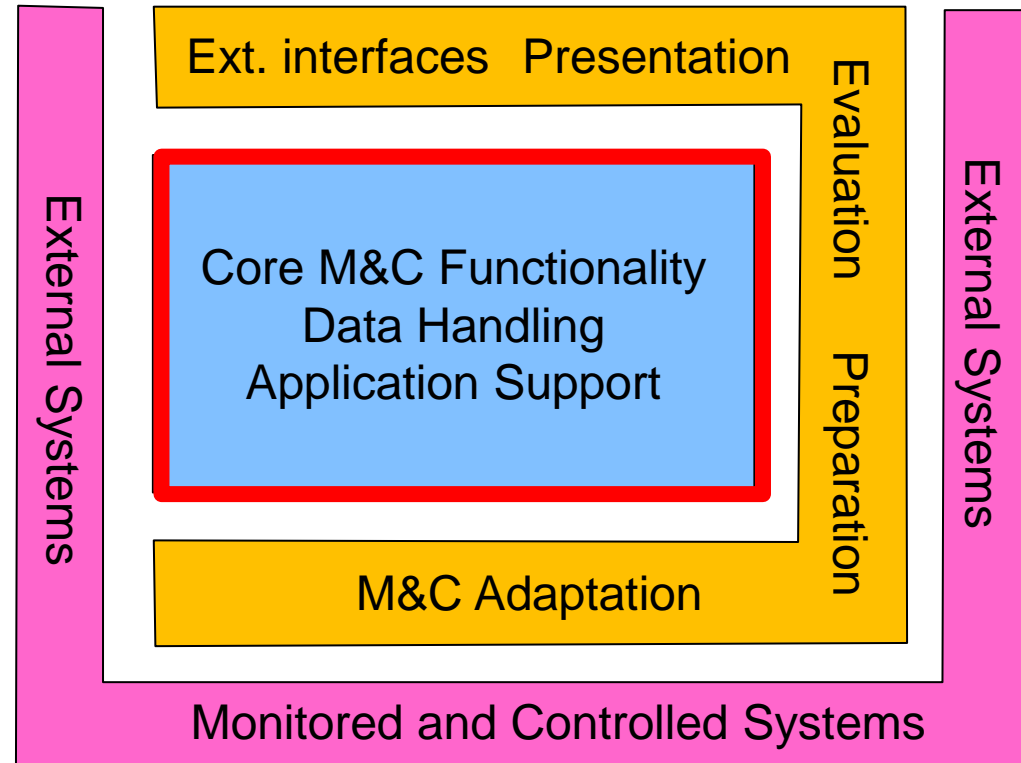 Ext. interfaces Presentation
Evaluation Preparation
External Systems
Core M&C Functionality
Data Handling
Application Support
External Systems
M&C Adaptation
Monitored and Controlled Systems